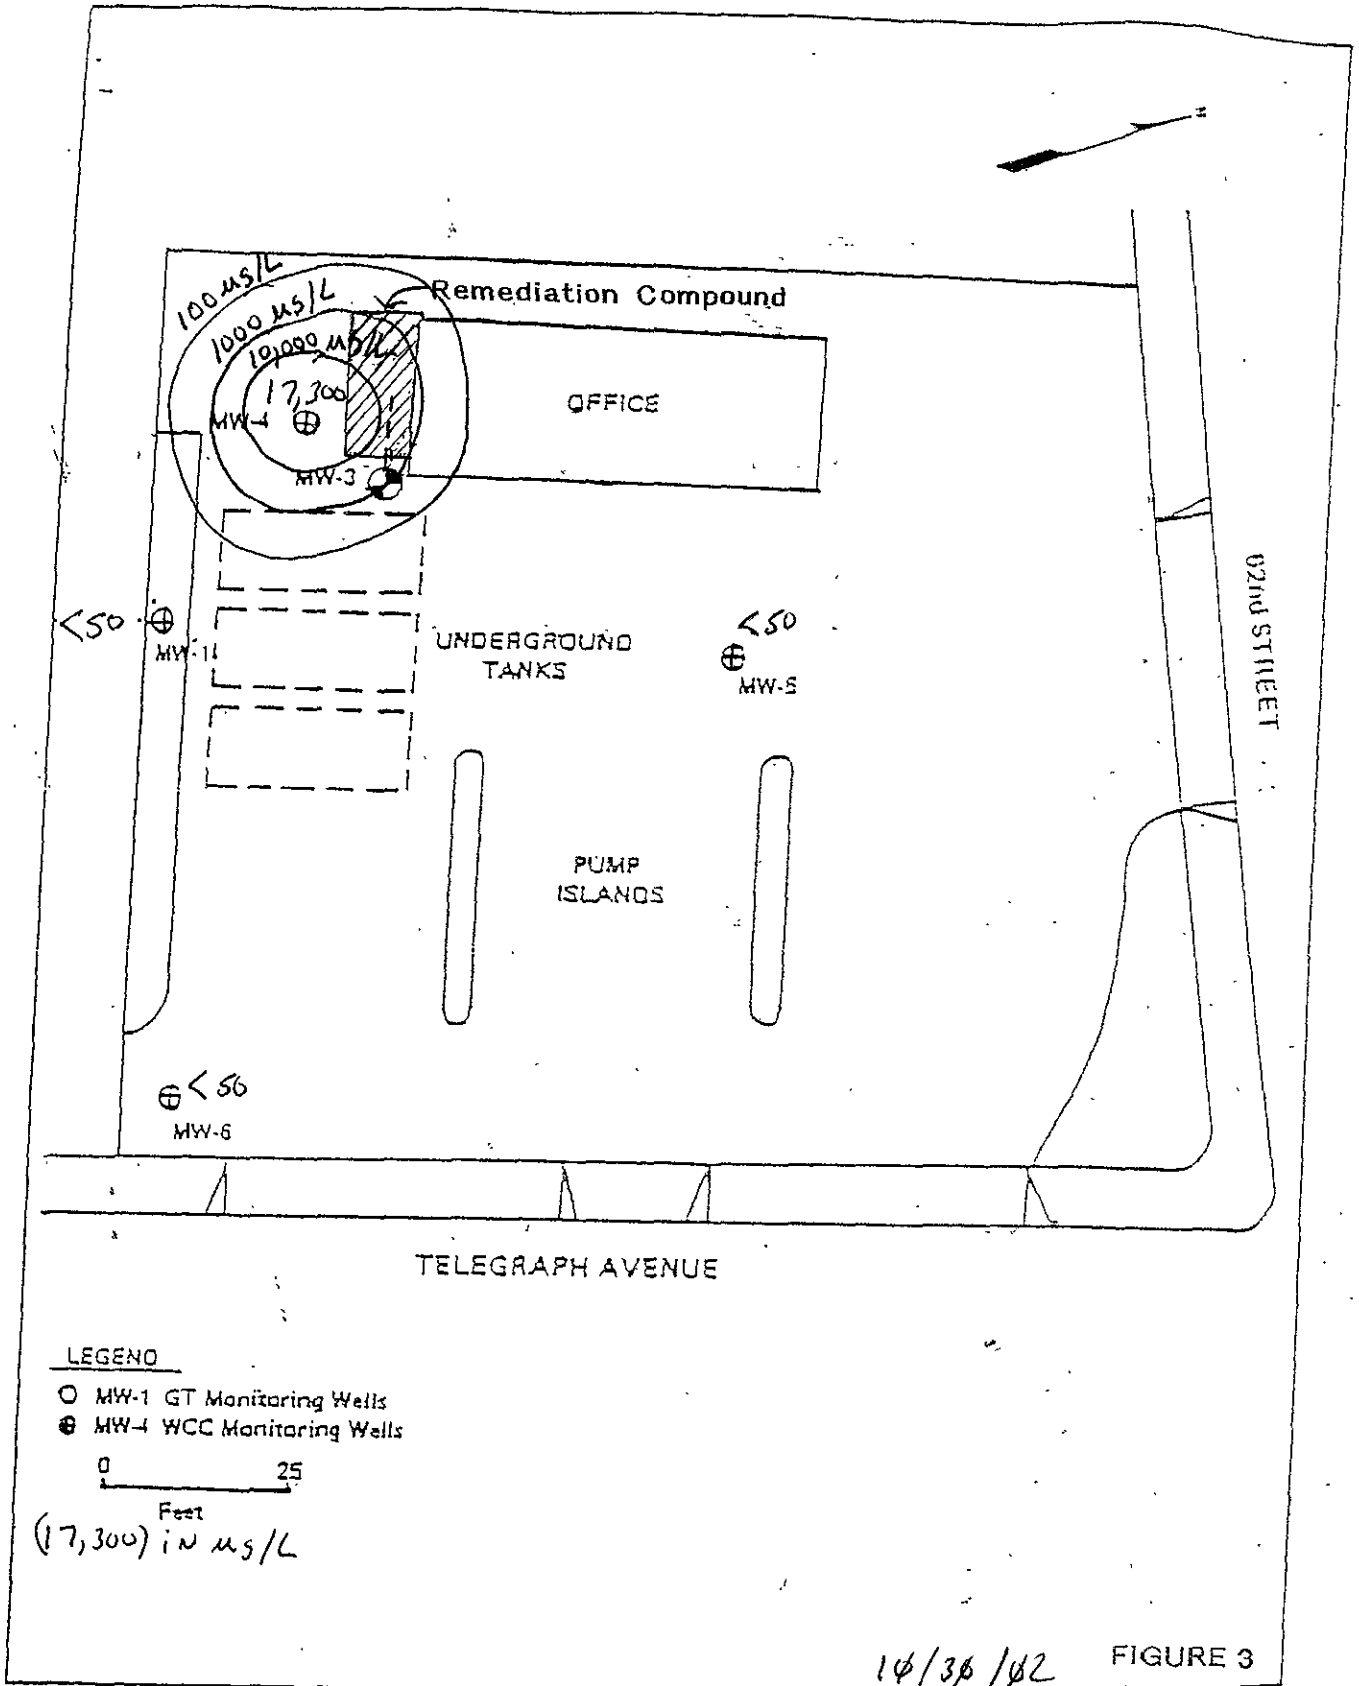 N
100 µg/L
1000 µg/L
10,000 µg/L
17,300
MW-4
Remediation Compound
OFFICE
MW-3
<50
MW-1
UNDERGROUND
TANKS
<50
MW-5
62nd STREET
PUMP
ISLANDS
<50
MW-6
TELEGRAPH AVENUE
LEGEND
MW-1 GT Monitoring Wells
MW-4 WCC Monitoring Wells
0 25
Feet
(17,300) iN µg/L
10/30/02
FIGURE 3